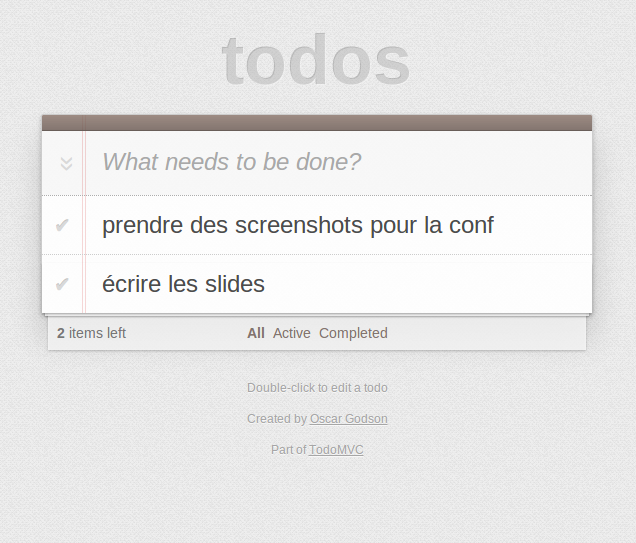 todos
What needs to be done?
prendre des screenshots pour la conf
écrire les slides
2 items left All Active Completed
Double-click to edit a todo
Created by Oscar Godson
Part of TodoMVC